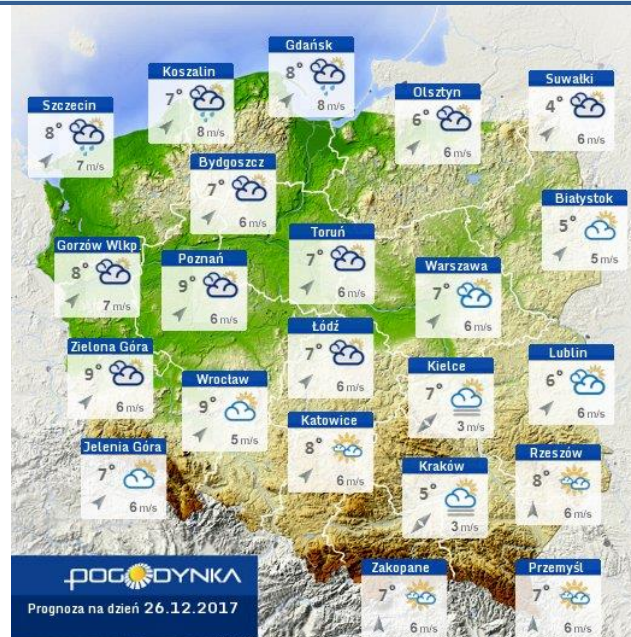 Gdańsk
8°
8 m/s
Koszalin
7°
8 m/s
Szczecin
8°
7 m/s
Olsztyn
6°
6 m/s
Suwałki
4°
6 m/s
Bydgoszcz
7°
6 m/s
Białystok
5°
5 m/s
Gorzów Wlkp
8°
7 m/s
Poznań
9°
6 m/s
Toruń
7°
6 m/s
Warszawa
7°
6 m/s
Zielona Góra
9°
6 m/s
Wrocław
9°
5 m/s
Łódź
7°
6 m/s
Kielce
7°
3 m/s
Lublin
6°
6 m/s
Jelenia Góra
7°
6 m/s
Katowice
8°
6 m/s
Kraków
5°
3 m/s
Rzeszów
8°
6 m/s
Zakopane
7°
6 m/s
Przemyśl
7°
6 m/s
POGODYNKA
Prognoza na dzień 26.12.2017